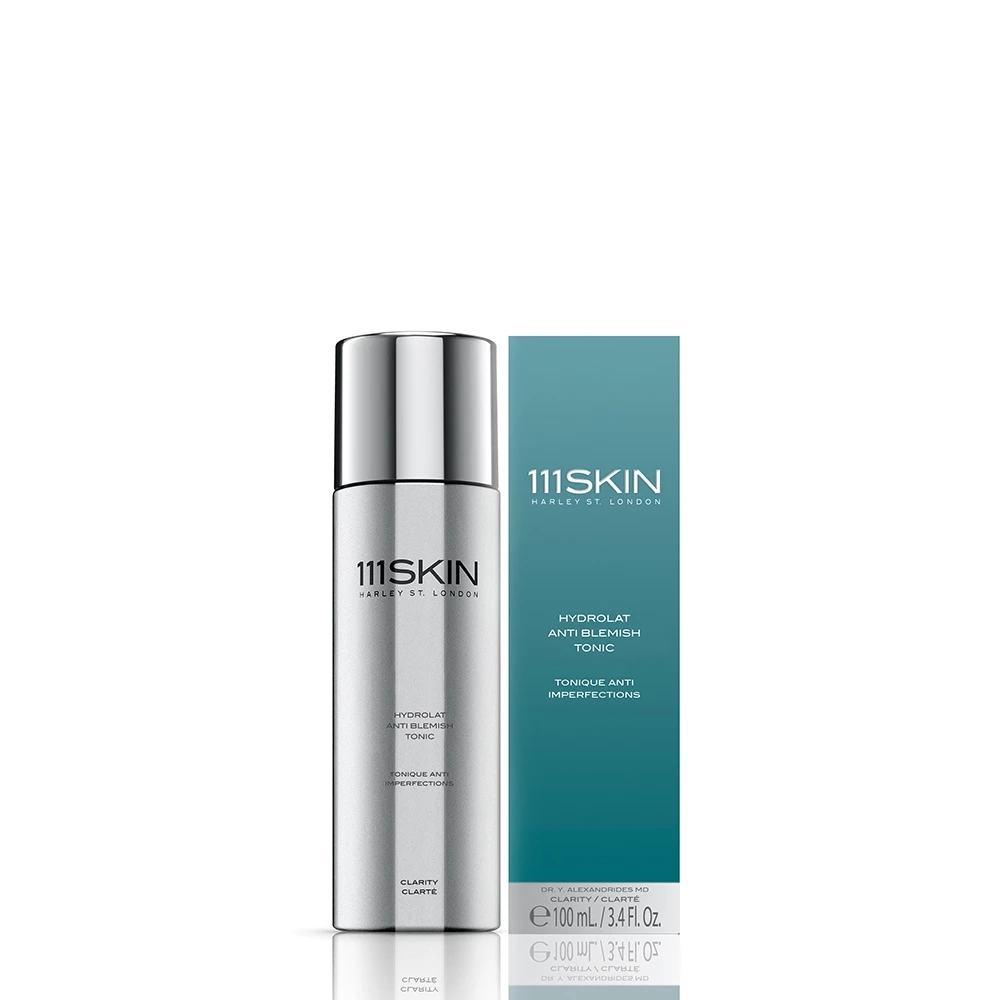 111SKIN
HARLEY ST. LONDON
HYDROLAT
ANTI BLEMISH
TONIC
TONIQUE ANTI
IMPERFECTIONS
CLARITY
CLARTÉ
111SKIN
HARLEY ST. LONDON
HYDROLAT
ANTI BLEMISH
TONIC
TONIQUE ANTI
IMPERFECTIONS
DR. Y. ALEXANDRIDES MD
CLARITY / CLARTÉ
℮100 mL. / 3.4 Fl. Oz.